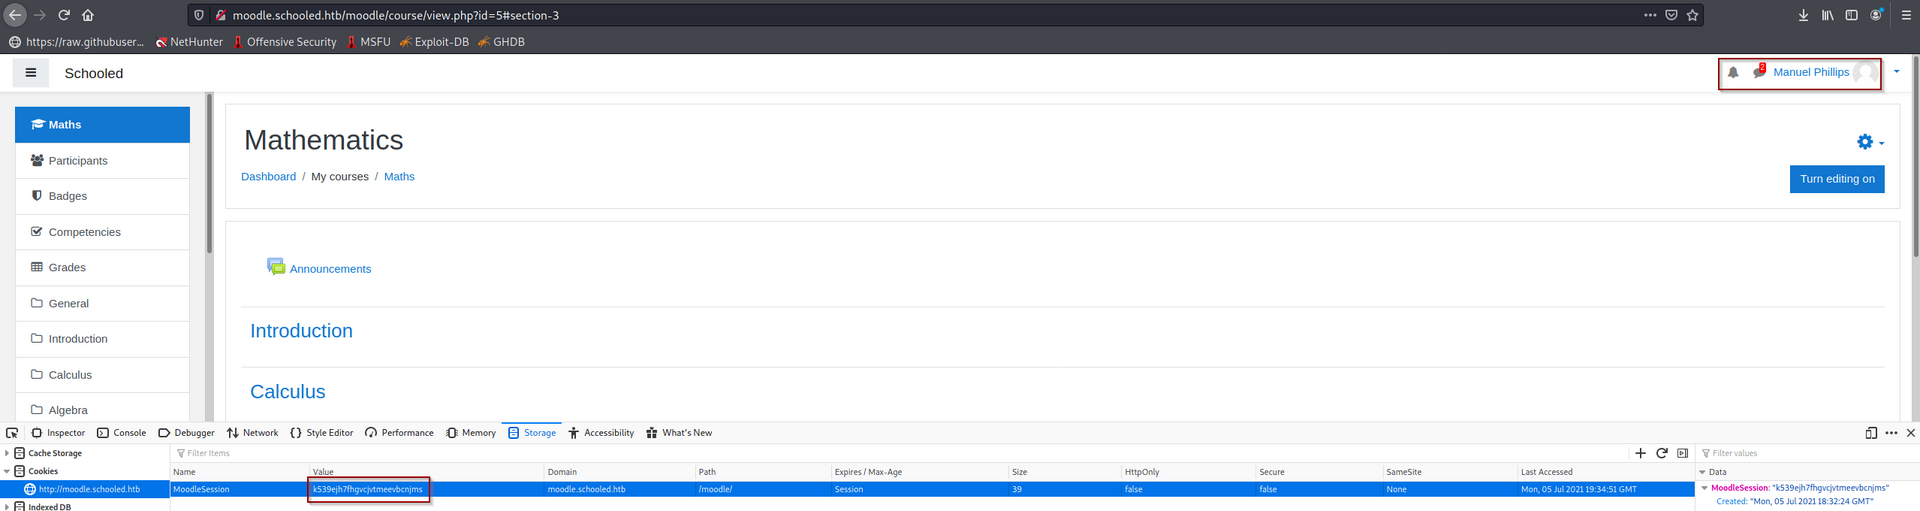 moodle.schooled.htb/moodle/course/view.php?id=5#section-3
https://raw.githubuser... NetHunter Offensive Security MSFU Exploit-DB GHDB
Schooled 2 Manuel Phillips
Maths
Participants
Badges
Competencies
Grades
General
Introduction
Calculus
Algebra
Mathematics
Dashboard / My courses / Maths
Turn editing on
Announcements
Introduction
Calculus
Inspector Console Debugger Network Style Editor Performance Memory Storage Accessibility What's New
Cache Storage
Cookies
http://moodle.schooled.htb
Indexed DB
Filter Items
Name Value Domain Path Expires / Max-Age Size HttpOnly Secure SameSite Last Accessed
MoodleSession k539ejh7fhgvcjvtmeevbcnjms moodle.schooled.htb /moodle/ Session 39 false false None Mon, 05 Jul 2021 19:34:51 GMT
Filter values
Data
MoodleSession: "k539ejh7fhgvcjvtmeevbcnjms"
Created: "Mon, 05 Jul 2021 18:32:24 GMT"